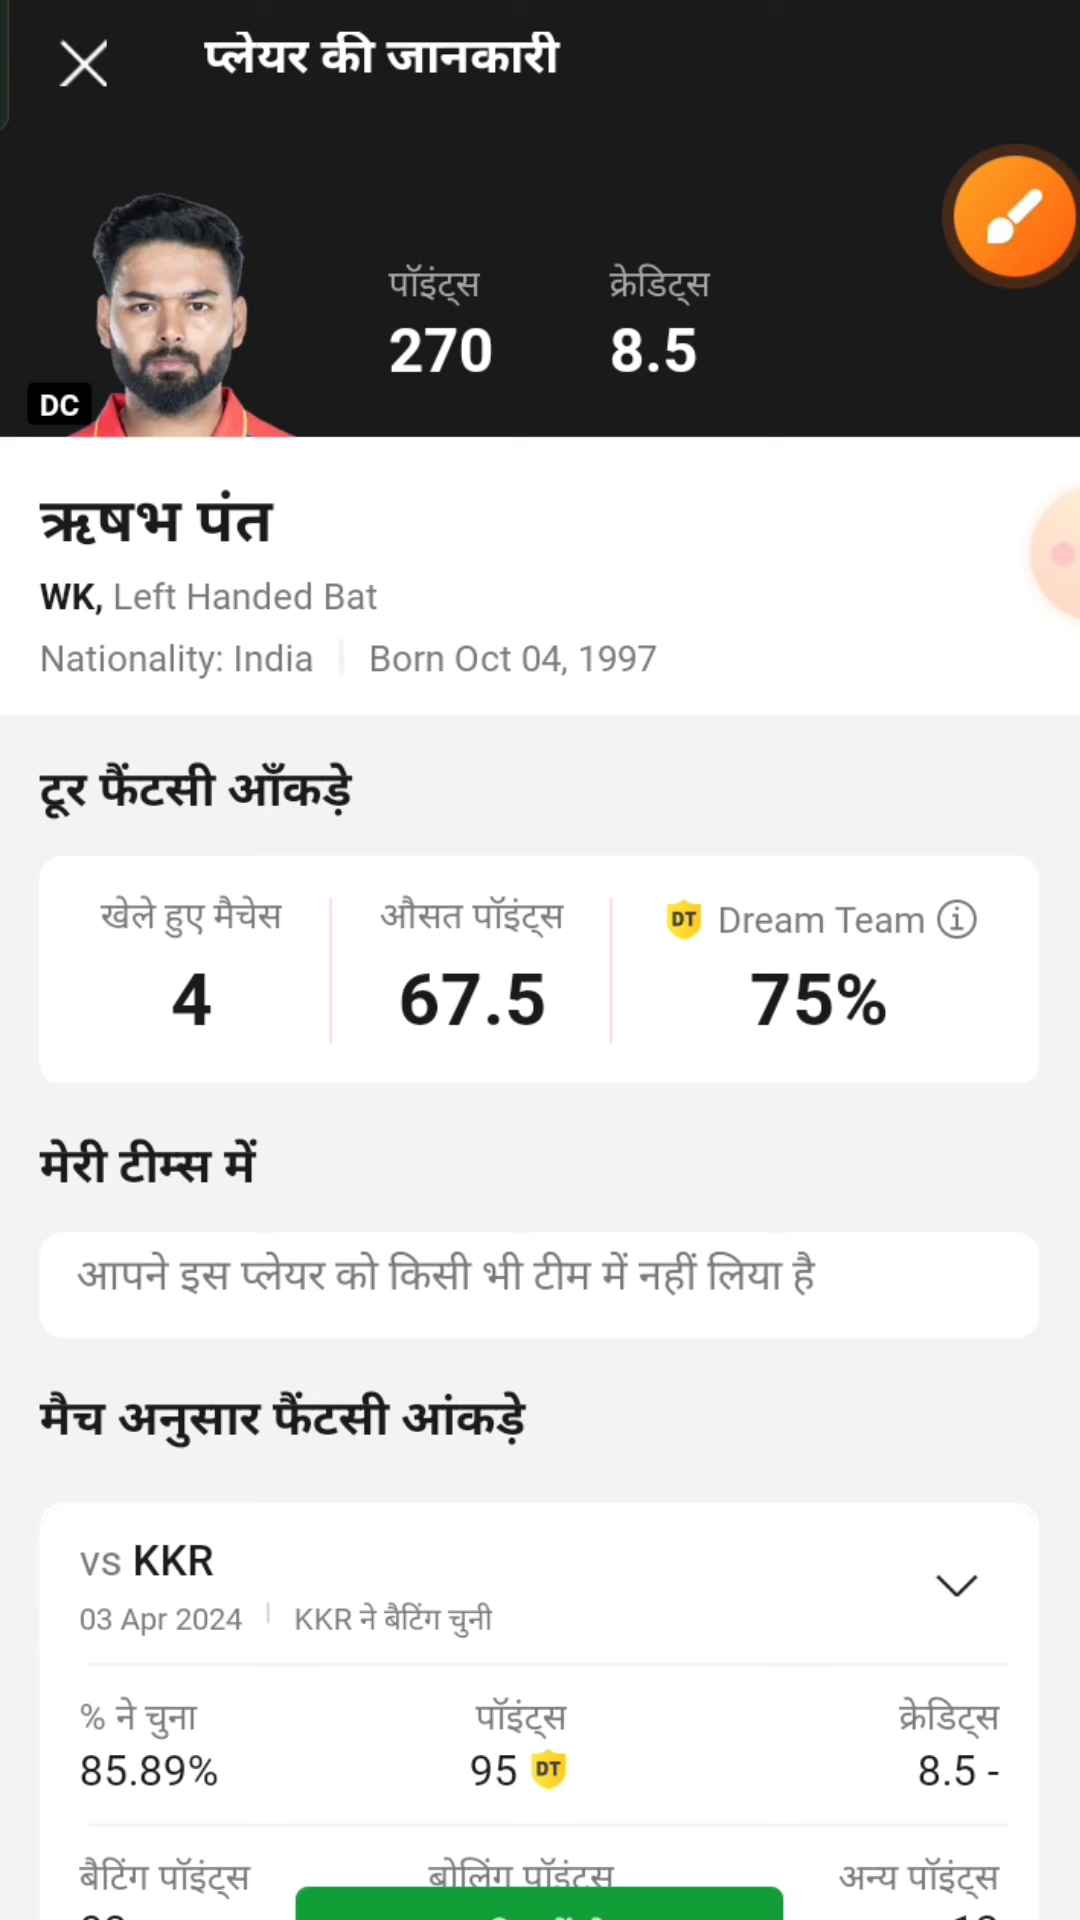 प्लेयर की जानकारी
पॉइंट्स क्रेडिट्स
270 8.5
DC
ऋषभ पंत
WK, Left Handed Bat
Nationality: India Born Oct 04, 1997
टूर फैंटसी आँकड़े
खेले हुए मैचेस औसत पॉइंट्स DT Dream Team
4 67.5 75%
मेरी टीम्स में
आपने इस प्लेयर को किसी भी टीम में नहीं लिया है
मैच अनुसार फैंटसी आंकड़े
vs KKR
03 Apr 2024 KKR ने बैटिंग चुनी
% ने चुना पॉइंट्स क्रेडिट्स
85.89% 95 DT 8.5 -
बैटिंग पॉइंट्स बोलिंग पॉइंट्स अन्य पॉइंट्स